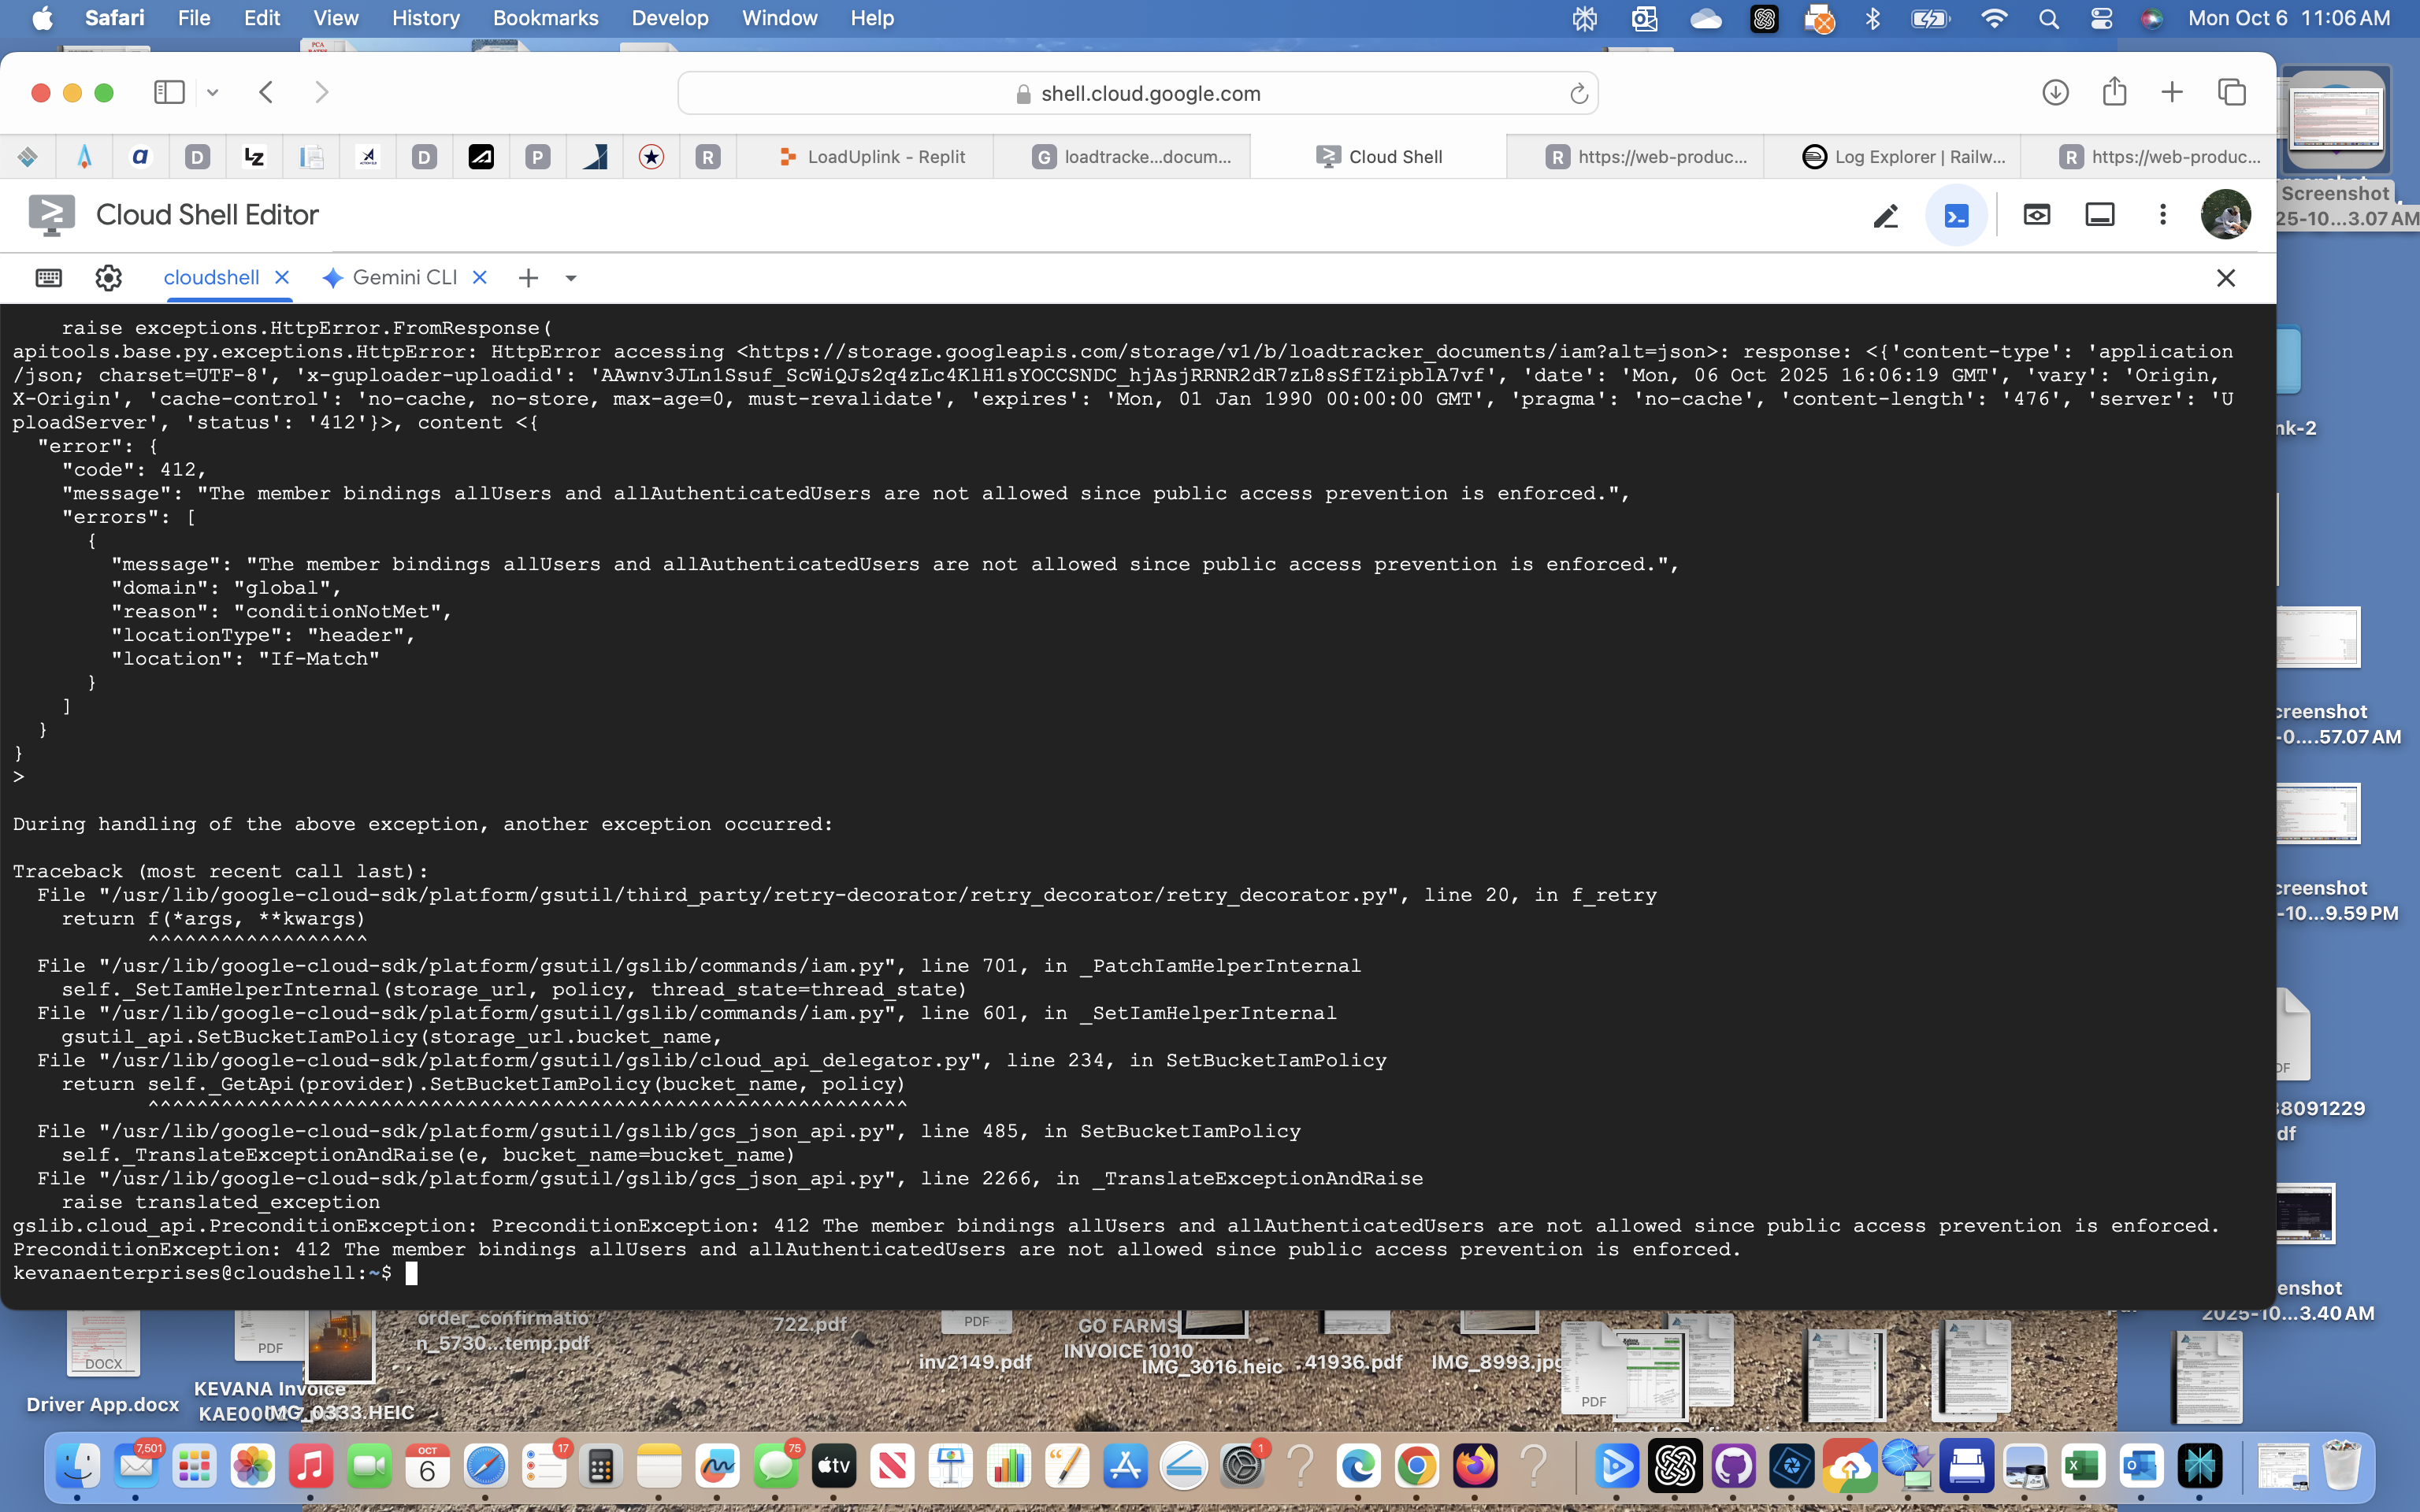 Safari File Edit View History Bookmarks Develop Window Help Mon Oct 6 11:06 AM
shell.cloud.google.com
LoadUplink - Replit loadtracke...docum... Cloud Shell https://web-produc... Log Explorer | Railw... https://web-produc...
Cloud Shell Editor
cloudshell Gemini CLI
raise exceptions.HttpError.FromResponse(
apitools.base.py.exceptions.HttpError: HttpError accessing <https://storage.googleapis.com/storage/v1/b/loadtracker_documents/iam?alt=json>: response: <{'content-type': 'application
/json; charset=UTF-8', 'x-guploader-uploadid': 'AAwnv3JLn1Ssuf_ScWiQJs2q4zLc4KlH1sYOCCSNDC_hjAsjRRNR2dR7zL8sSfIZipblA7vf', 'date': 'Mon, 06 Oct 2025 16:06:19 GMT', 'vary': 'Origin,
X-Origin', 'cache-control': 'no-cache, no-store, max-age=0, must-revalidate', 'expires': 'Mon, 01 Jan 1990 00:00:00 GMT', 'pragma': 'no-cache', 'content-length': '476', 'server': 'U
ploadServer', 'status': '412'}>, content <{
"error": {
"code": 412,
"message": "The member bindings allUsers and allAuthenticatedUsers are not allowed since public access prevention is enforced.",
"errors": [
{
"message": "The member bindings allUsers and allAuthenticatedUsers are not allowed since public access prevention is enforced.",
"domain": "global",
"reason": "conditionNotMet",
"locationType": "header",
"location": "If-Match"
}
]
}
}
>
During handling of the above exception, another exception occurred:
Traceback (most recent call last):
File "/usr/lib/google-cloud-sdk/platform/gsutil/third_party/retry-decorator/retry_decorator/retry_decorator.py", line 20, in f_retry
return f(*args, **kwargs)
^^^^^^^^^^^^^^^^^^
File "/usr/lib/google-cloud-sdk/platform/gsutil/gslib/commands/iam.py", line 701, in _PatchIamHelperInternal
self._SetIamHelperInternal(storage_url, policy, thread_state=thread_state)
File "/usr/lib/google-cloud-sdk/platform/gsutil/gslib/commands/iam.py", line 601, in _SetIamHelperInternal
gsutil_api.SetBucketIamPolicy(storage_url.bucket_name,
File "/usr/lib/google-cloud-sdk/platform/gsutil/gslib/cloud_api_delegator.py", line 234, in SetBucketIamPolicy
return self._GetApi(provider).SetBucketIamPolicy(bucket_name, policy)
^^^^^^^^^^^^^^^^^^^^^^^^^^^^^^^^^^^^^^^^^^^^^^^^^^^^^^^^^^^^^^
File "/usr/lib/google-cloud-sdk/platform/gsutil/gslib/gcs_json_api.py", line 485, in SetBucketIamPolicy
self._TranslateExceptionAndRaise(e, bucket_name=bucket_name)
File "/usr/lib/google-cloud-sdk/platform/gsutil/gslib/gcs_json_api.py", line 2266, in _TranslateExceptionAndRaise
raise translated_exception
gslib.cloud_api.PreconditionException: PreconditionException: 412 The member bindings allUsers and allAuthenticatedUsers are not allowed since public access prevention is enforced.
PreconditionException: 412 The member bindings allUsers and allAuthenticatedUsers are not allowed since public access prevention is enforced.
kevanaenterprises@cloudshell:~$
Screenshot
25-10...3.07 AM
nk-2
creenshot
-0....57.07 AM
creenshot
-10...9.59 PM
38091229
df
enshot
2025-10...3.40 AM
order_confirmatio
n_5730...temp.pdf
722.pdf
PDF
inv2149.pdf
GO FARMS
INVOICE 1010
IMG_3016.heic
41936.pdf
IMG_8993.jpg
PDF
DOCX
Driver App.docx
PDF
KEVANA Invoice
IMG_0333.HEIC
7,501
OCT
6
17
75
tv
1